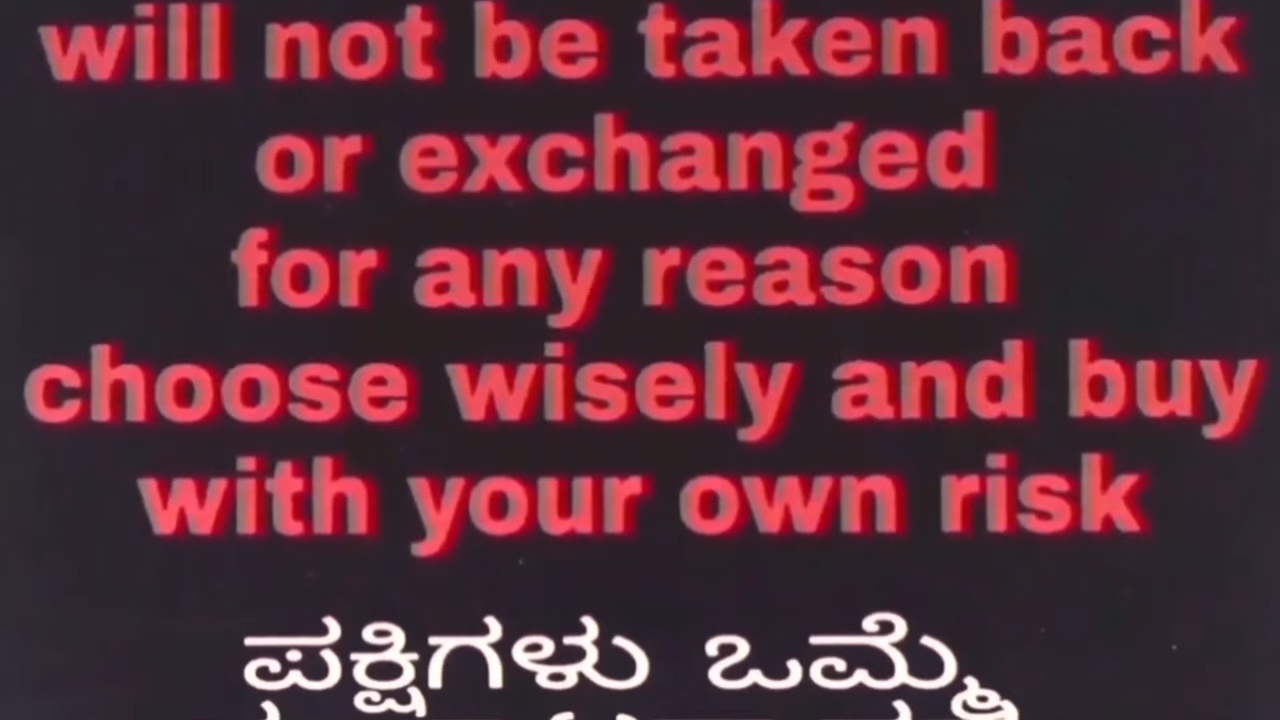 will not be taken back
or exchanged
for any reason
choose wisely and buy
with your own risk
ಪಕ್ಷಿಗಳು ಒಮ್ಮೆ